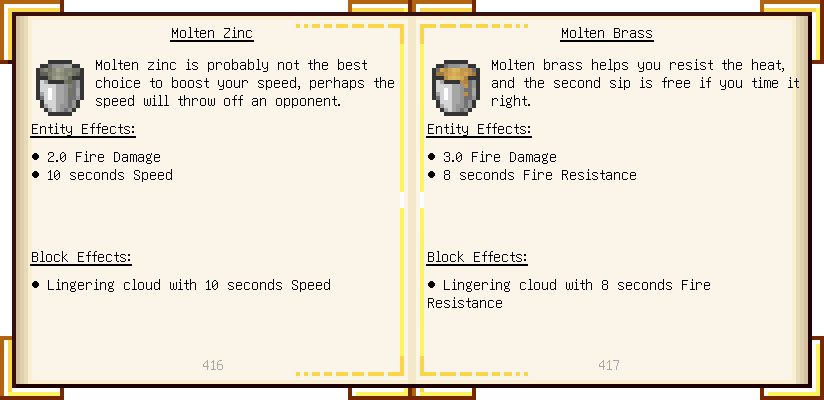 Molten Zinc
Molten zinc is probably not the best
choice to boost your speed, perhaps the
speed will throw off an opponent.
Entity Effects:
● 2.0 Fire Damage
● 10 seconds Speed
Block Effects:
● Lingering cloud with 10 seconds Speed
416
Molten Brass
Molten brass helps you resist the heat,
and the second sip is free if you time it
right.
Entity Effects:
● 3.0 Fire Damage
● 8 seconds Fire Resistance
Block Effects:
● Lingering cloud with 8 seconds Fire
Resistance
417